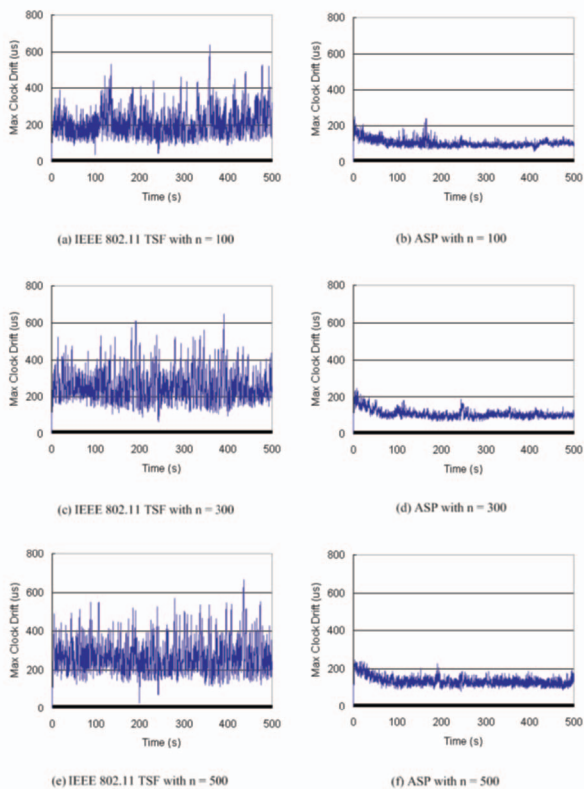 Max Clock Drift (us)
800
600
400
200
0
0 100 200 300 400 500
Time (s)
(a) IEEE 802.11 TSF with n = 100
Max Clock Drift (us)
800
600
400
200
0
0 100 200 300 400 500
Time (s)
(b) ASP with n = 100
Max Clock Drift (us)
800
600
400
200
0
0 100 200 300 400 500
Time (s)
(c) IEEE 802.11 TSF with n = 300
Max Clock Drift (us)
800
600
400
200
0
0 100 200 300 400 500
Time (s)
(d) ASP with n = 300
Max Clock Drift (us)
800
600
400
200
0
0 100 200 300 400 500
Time (s)
(e) IEEE 802.11 TSF with n = 500
Max Clock Drift (us)
800
600
400
200
0
0 100 200 300 400 500
Time (s)
(f) ASP with n = 500